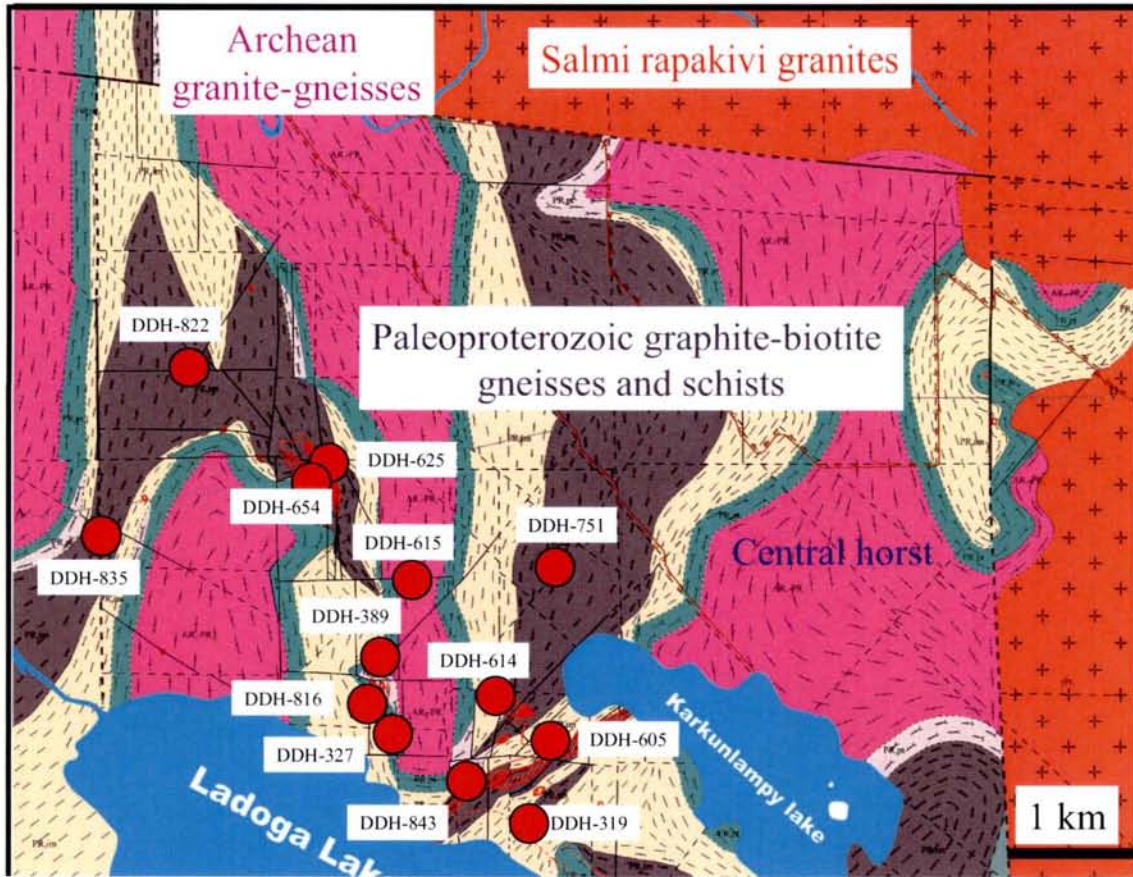 Archean
granite-gneisses
Salmi rapakivi granites
DDH-822
Paleoproterozoic graphite-biotite
gneisses and schists
DDH-625
DDH-654
DDH-751
DDH-615
Central horst
DDH-835
DDH-389
DDH-614
DDH-816
DDH-605
DDH-327
Karkunlampy lake
Ladoga Lak
DDH-843
DDH-319
1 km